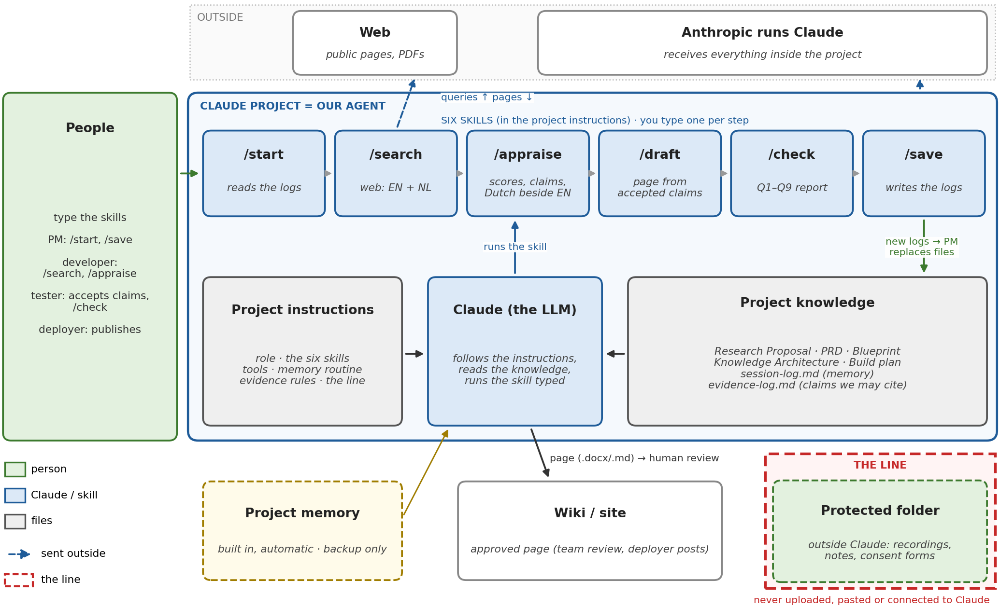 OUTSIDE
Web
public pages, PDFs
Anthropic runs Claude
receives everything inside the project
People
type the skills
PM: /start, /save
developer:
/search, /appraise
tester: accepts claims,
/check
deployer: publishes
CLAUDE PROJECT = OUR AGENT
queries ↑ pages ↓
SIX SKILLS (in the project instructions) · you type one per step
/start
reads the logs
/search
web: EN + NL
/appraise
scores, claims,
Dutch beside EN
/draft
page from
accepted claims
/check
Q1–Q9 report
/save
writes the logs
runs the skill
new logs → PM
replaces files
Project instructions
role · the six skills
tools · memory routine
evidence rules · the line
Claude (the LLM)
follows the instructions,
reads the knowledge,
runs the skill typed
Project knowledge
Research Proposal · PRD · Blueprint
Knowledge Architecture · Build plan
session-log.md (memory)
evidence-log.md (claims we may cite)
person
Claude / skill
files
sent outside
the line
Project memory
built in, automatic · backup only
page (.docx/.md) → human review
Wiki / site
approved page (team review, deployer posts)
THE LINE
Protected folder
outside Claude: recordings,
notes, consent forms
never uploaded, pasted or connected to Claude